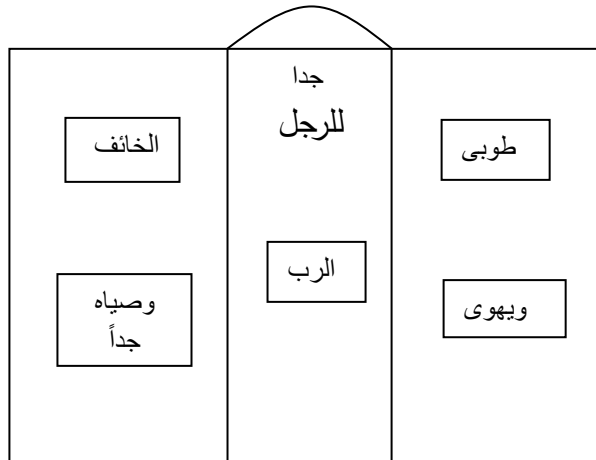 جدا
للرجل
طوبى
الخائف
الرب
ويهوى
وصياه
جداً